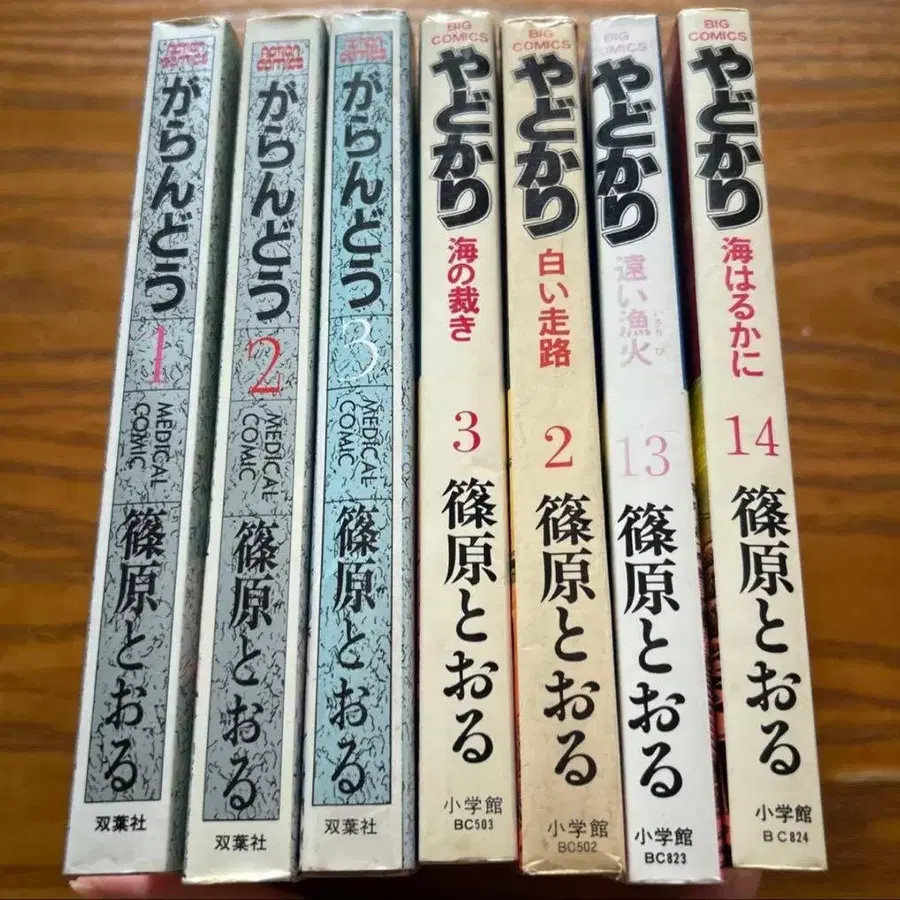 Action
comics
がらんどう
1
MEDICAL
COMIC
篠原とおる
双葉社
Action
comics
がらんどう
2
MEDICAL
COMIC
篠原とおる
双葉社
Action
comics
がらんどう
3
MEDICAL
COMIC
篠原とおる
双葉社
BIG
COMICS
やどかり
海の裁き
3
篠原とおる
小学館
BC503
BIG
COMICS
やどかり
白い走路
2
篠原とおる
小学館
BC502
BIG
COMICS
やどかり
遠い漁火
いさりび
13
篠原とおる
小学館
BC823
BIG
COMICS
やどかり
海はるかに
14
篠原とおる
小学館
BC824